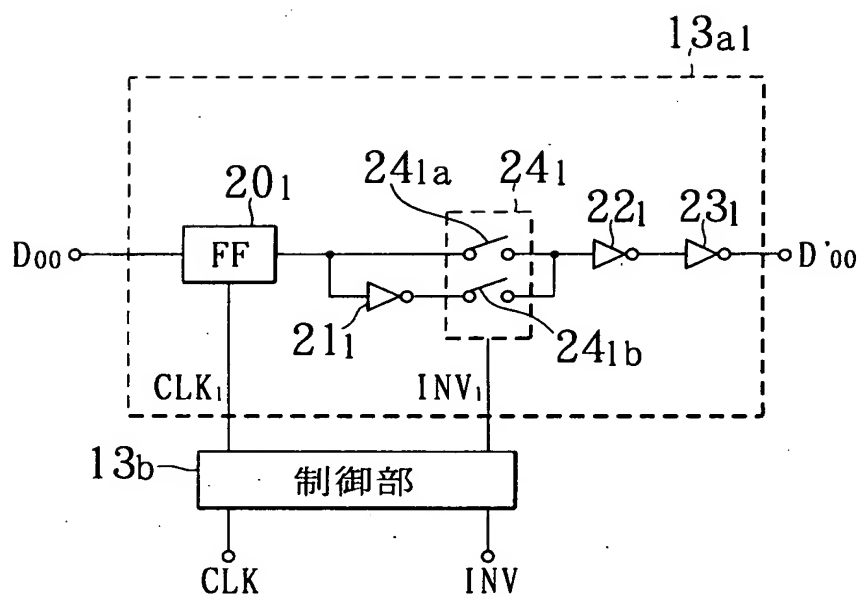 13a1
201
241a
241
221
231
D00
FF
D'00
211
241b
CLK1
INV1
13b
制御部
CLK
INV